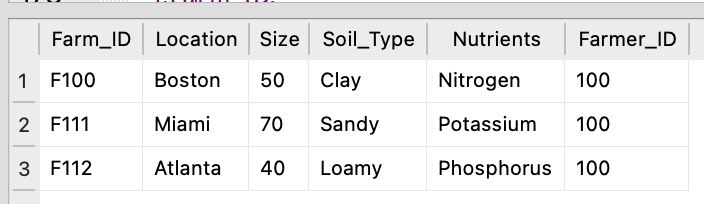 Farm_ID Location Size Soil_Type Nutrients Farmer_ID
1 F100 Boston 50 Clay Nitrogen 100
2 F111 Miami 70 Sandy Potassium 100
3 F112 Atlanta 40 Loamy Phosphorus 100